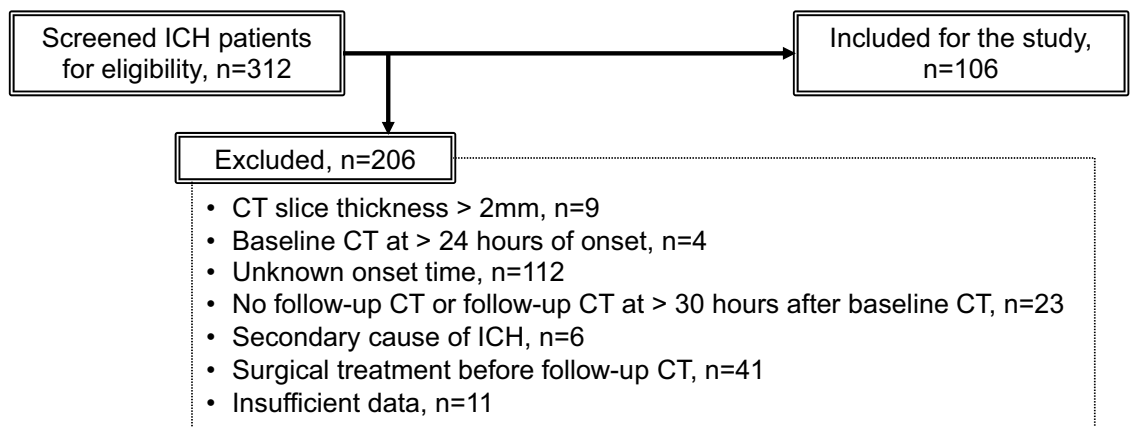 Screened ICH patients
for eligibility, n=312
Included for the study,
n=106
Excluded, n=206
• CT slice thickness > 2mm, n=9
• Baseline CT at > 24 hours of onset, n=4
• Unknown onset time, n=112
• No follow-up CT or follow-up CT at > 30 hours after baseline CT, n=23
• Secondary cause of ICH, n=6
• Surgical treatment before follow-up CT, n=41
• Insufficient data, n=11